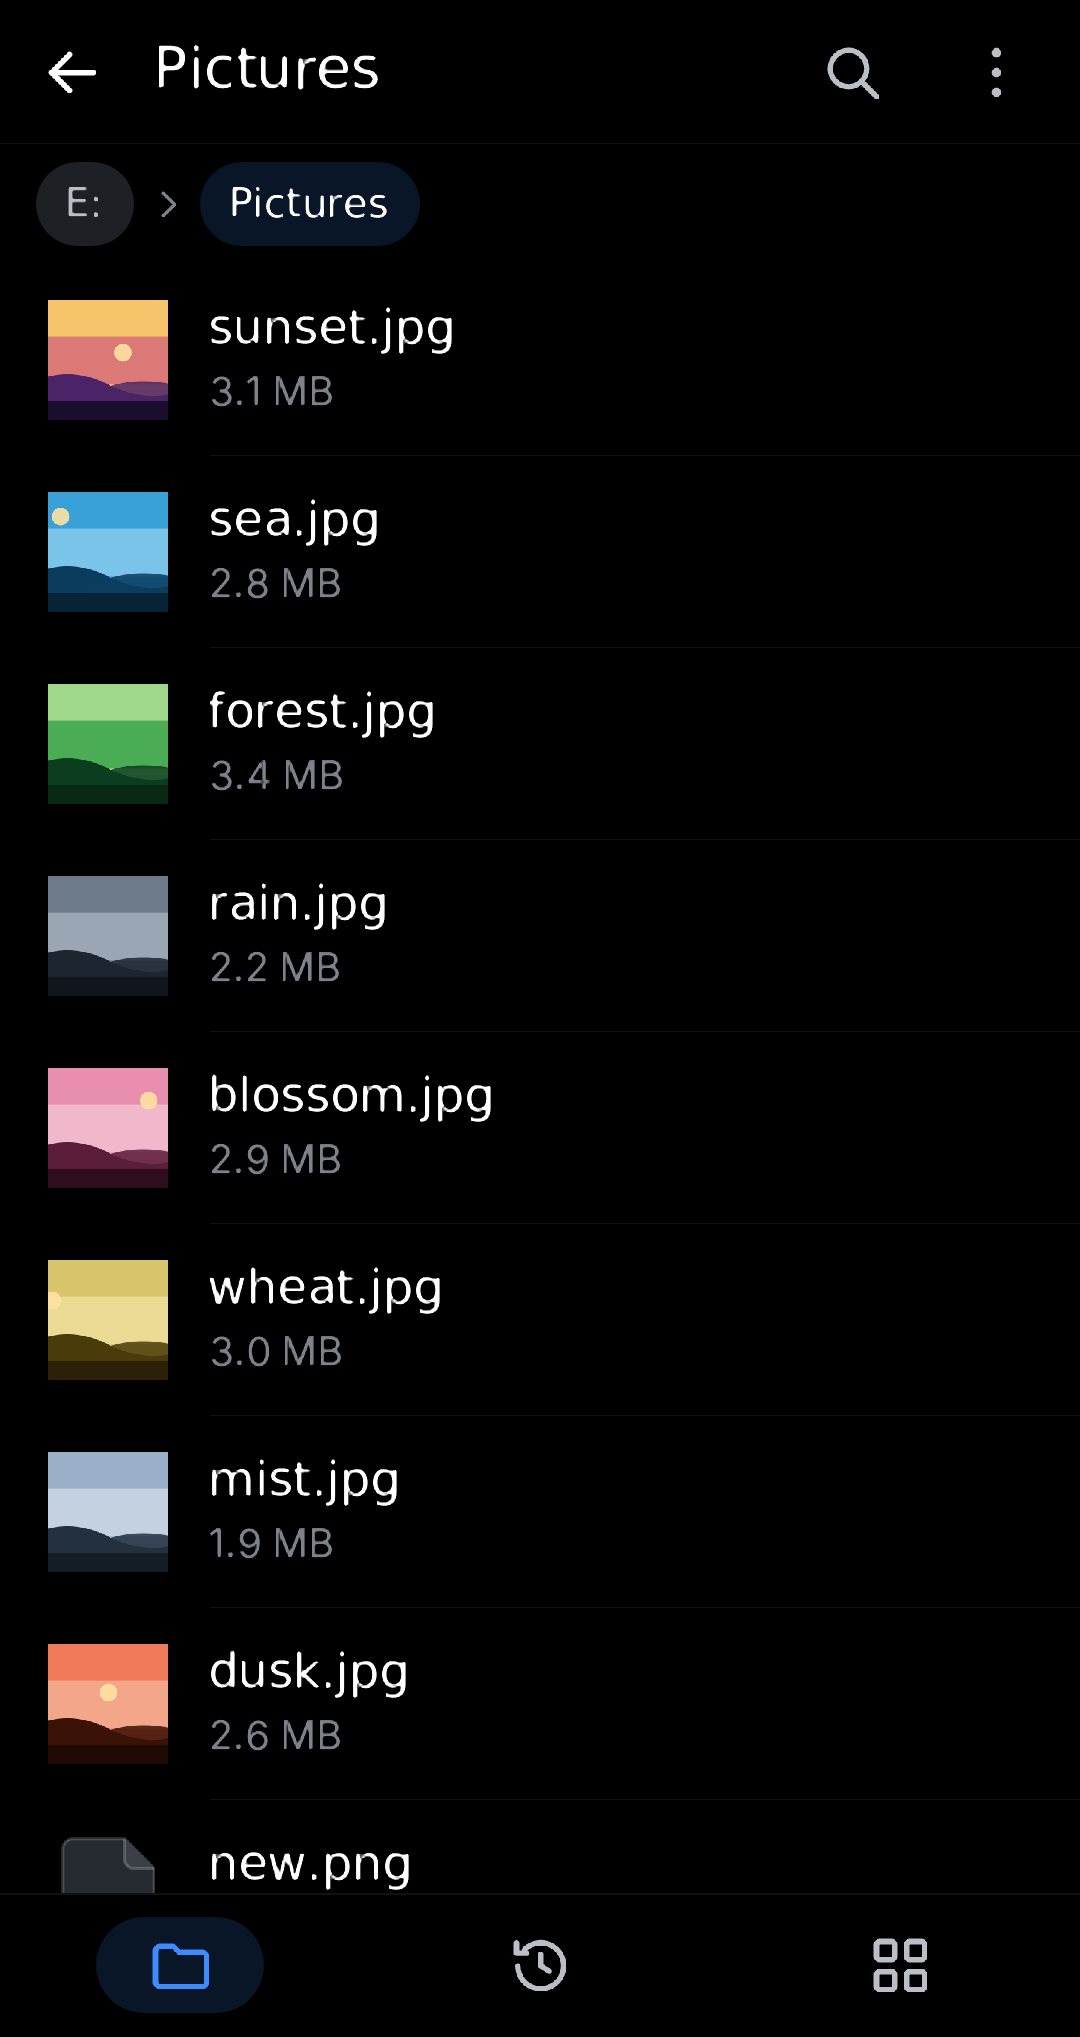 Pictures
E:
Pictures
sunset.jpg
3.1 MB
sea.jpg
2.8 MB
forest.jpg
3.4 MB
rain.jpg
2.2 MB
blossom.jpg
2.9 MB
wheat.jpg
3.0 MB
mist.jpg
1.9 MB
dusk.jpg
2.6 MB
new.png